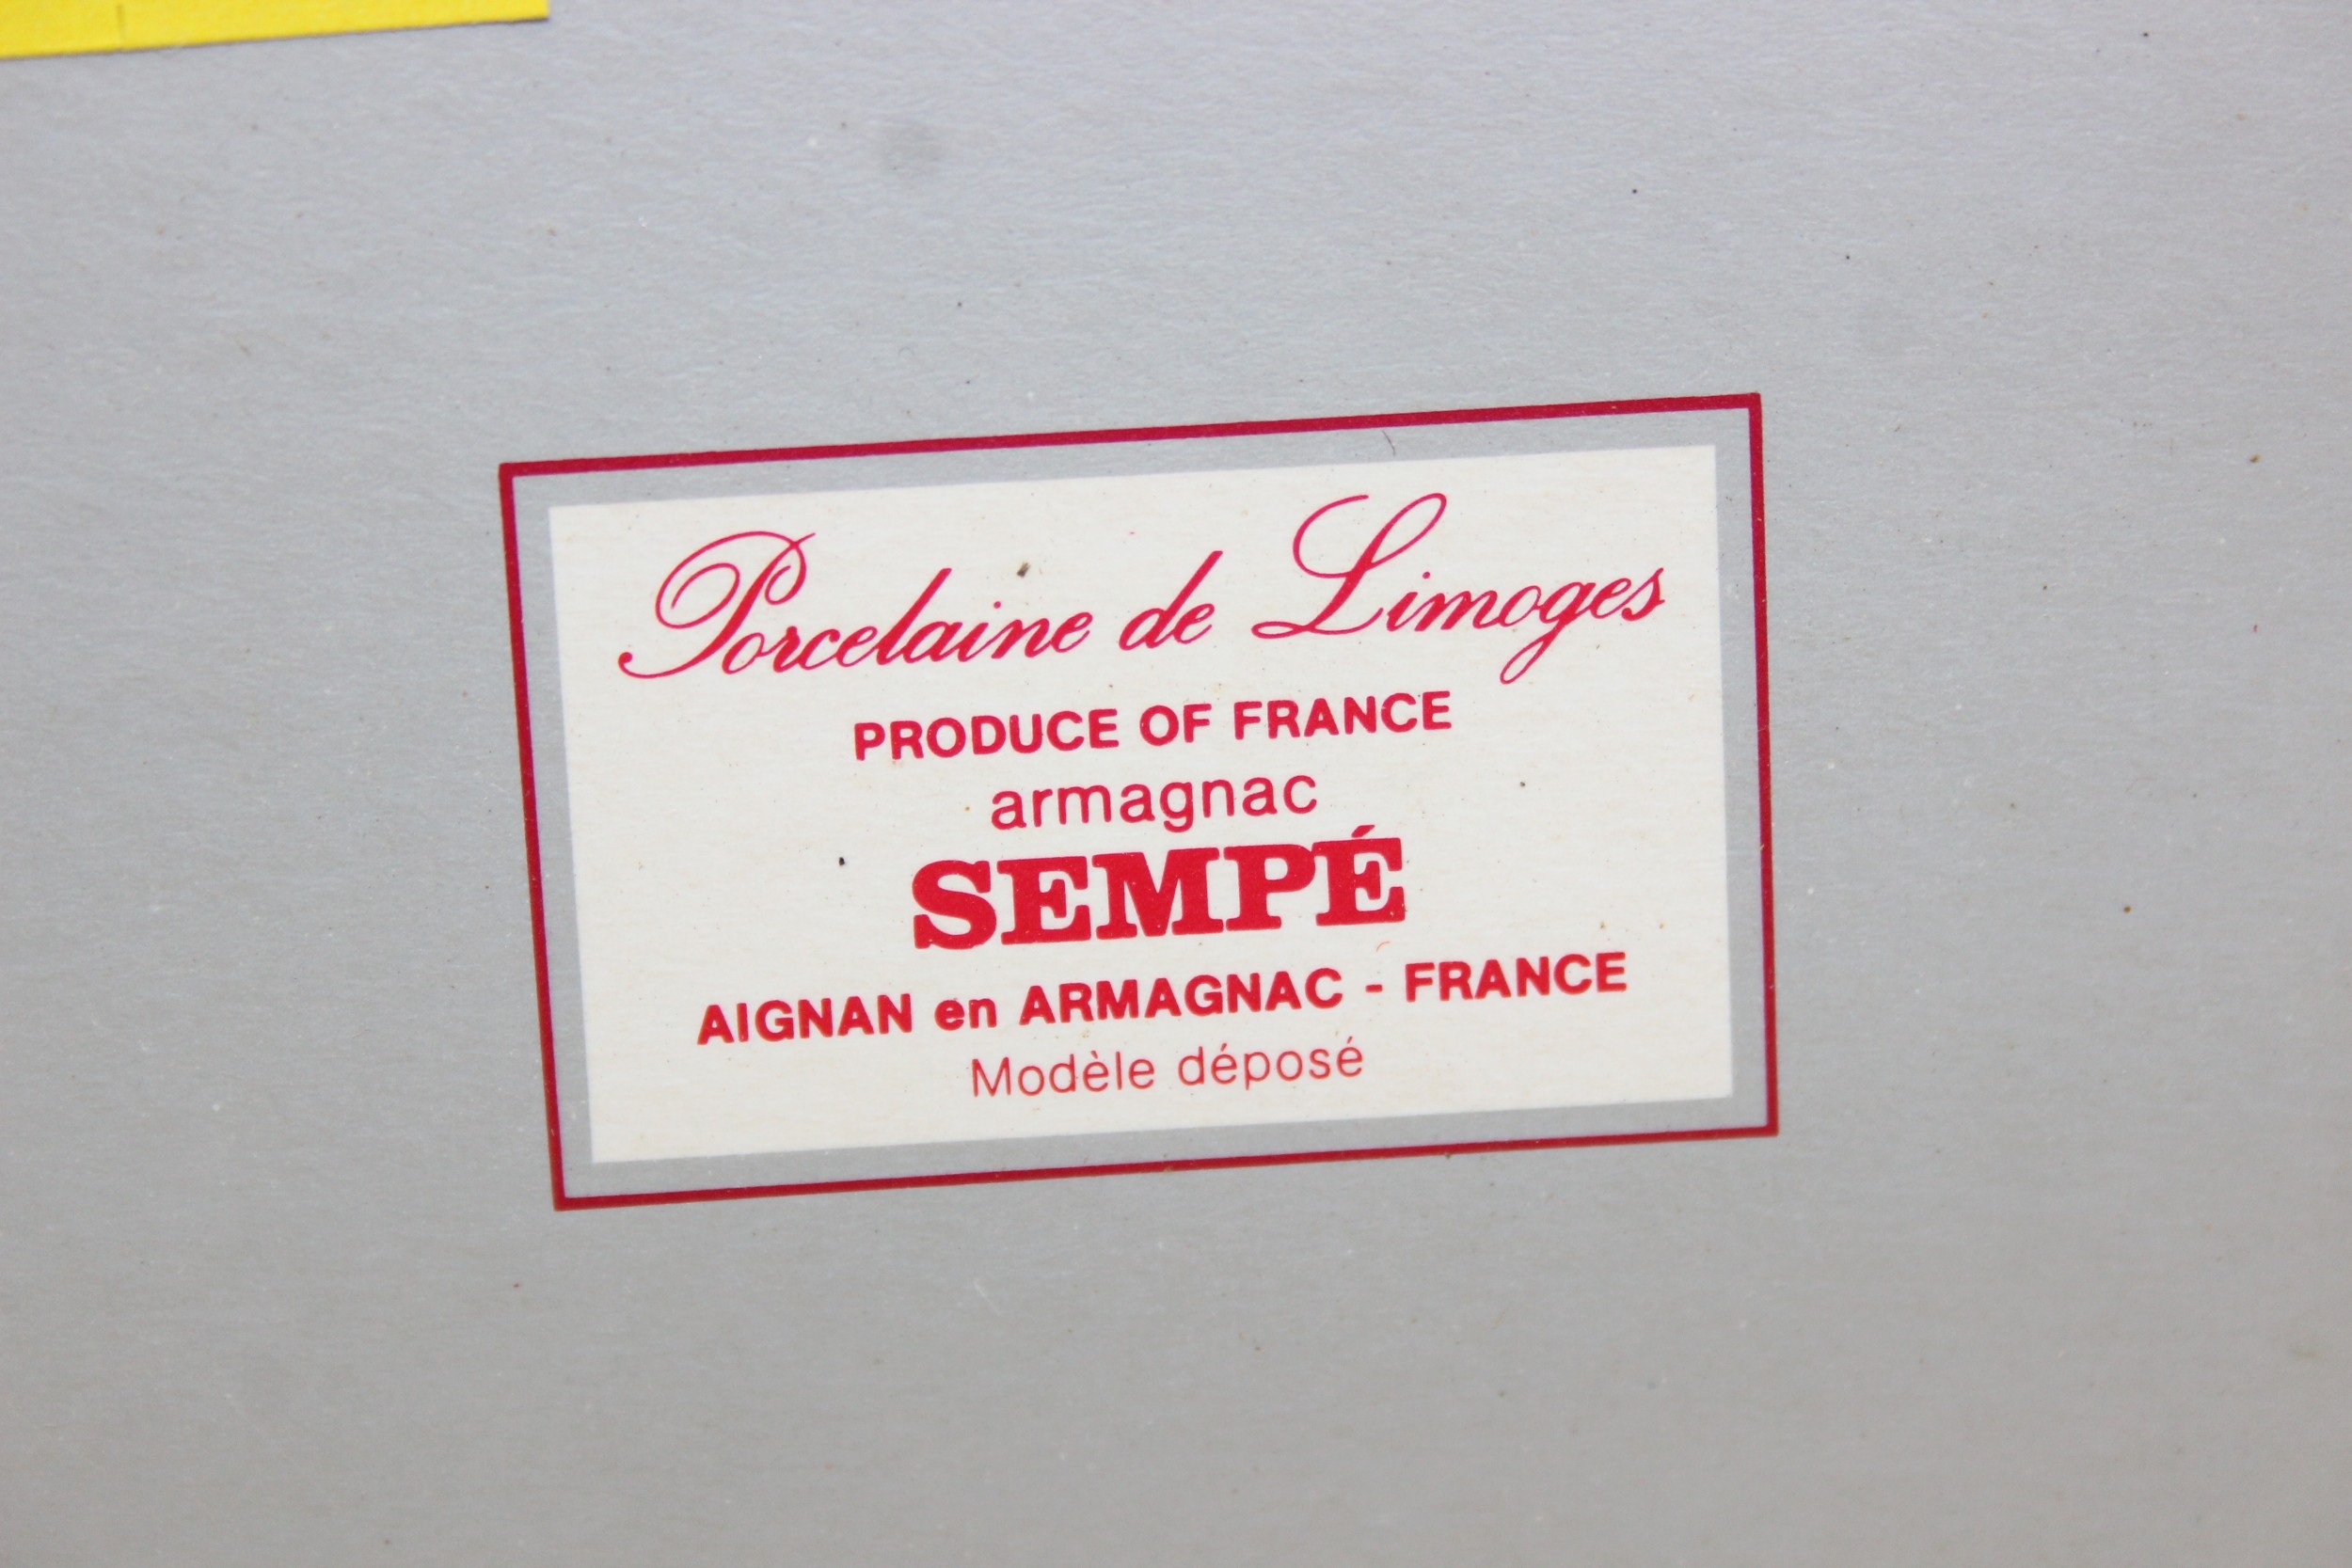 Porcelaine de Limoges
PRODUCE OF FRANCE
armagnac
SEMPÉ
AIGNAN en ARMAGNAC - FRANCE
Modèle déposé